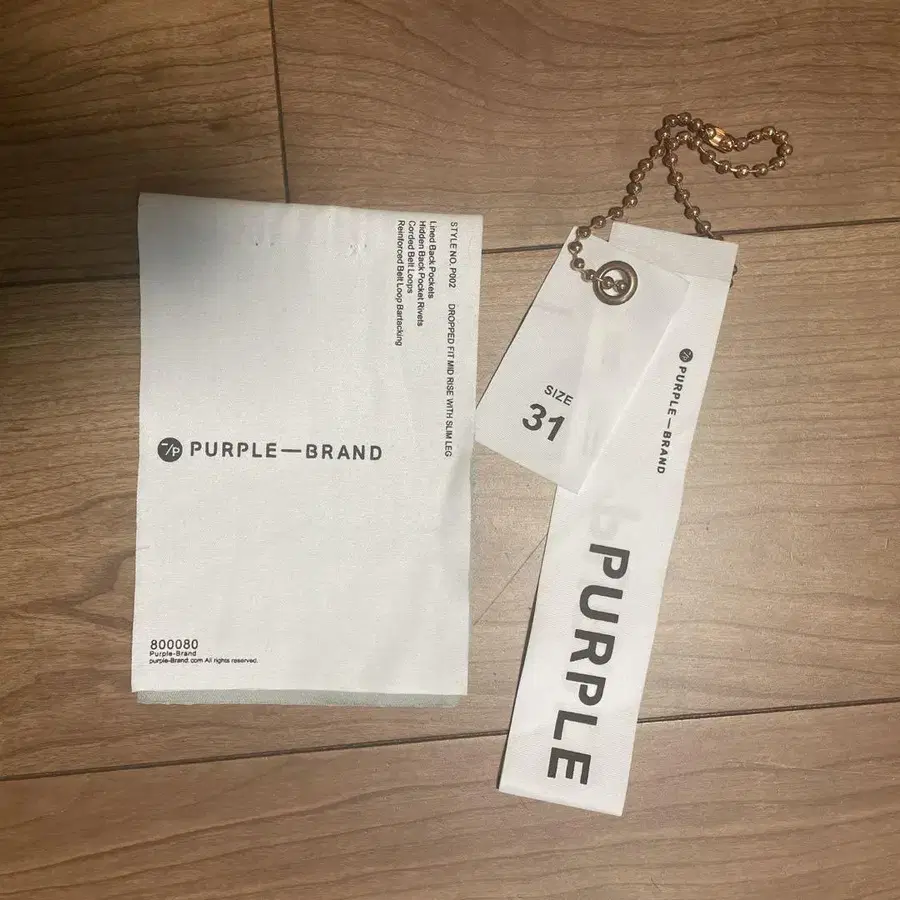 STYLE NO. P002 DROPPED FIT MID RISE WITH SLIM LEG
Lined Back Pockets
Hidden Back Pocket Rivets
Corded Belt Loops
Reinforced Belt Loop Bartacking
-/P PURPLE—BRAND
800080
Purple-Brand
purple-Brand.com All rights reserved.
SIZE
31
-/P PURPLE—BRAND
PURPLE